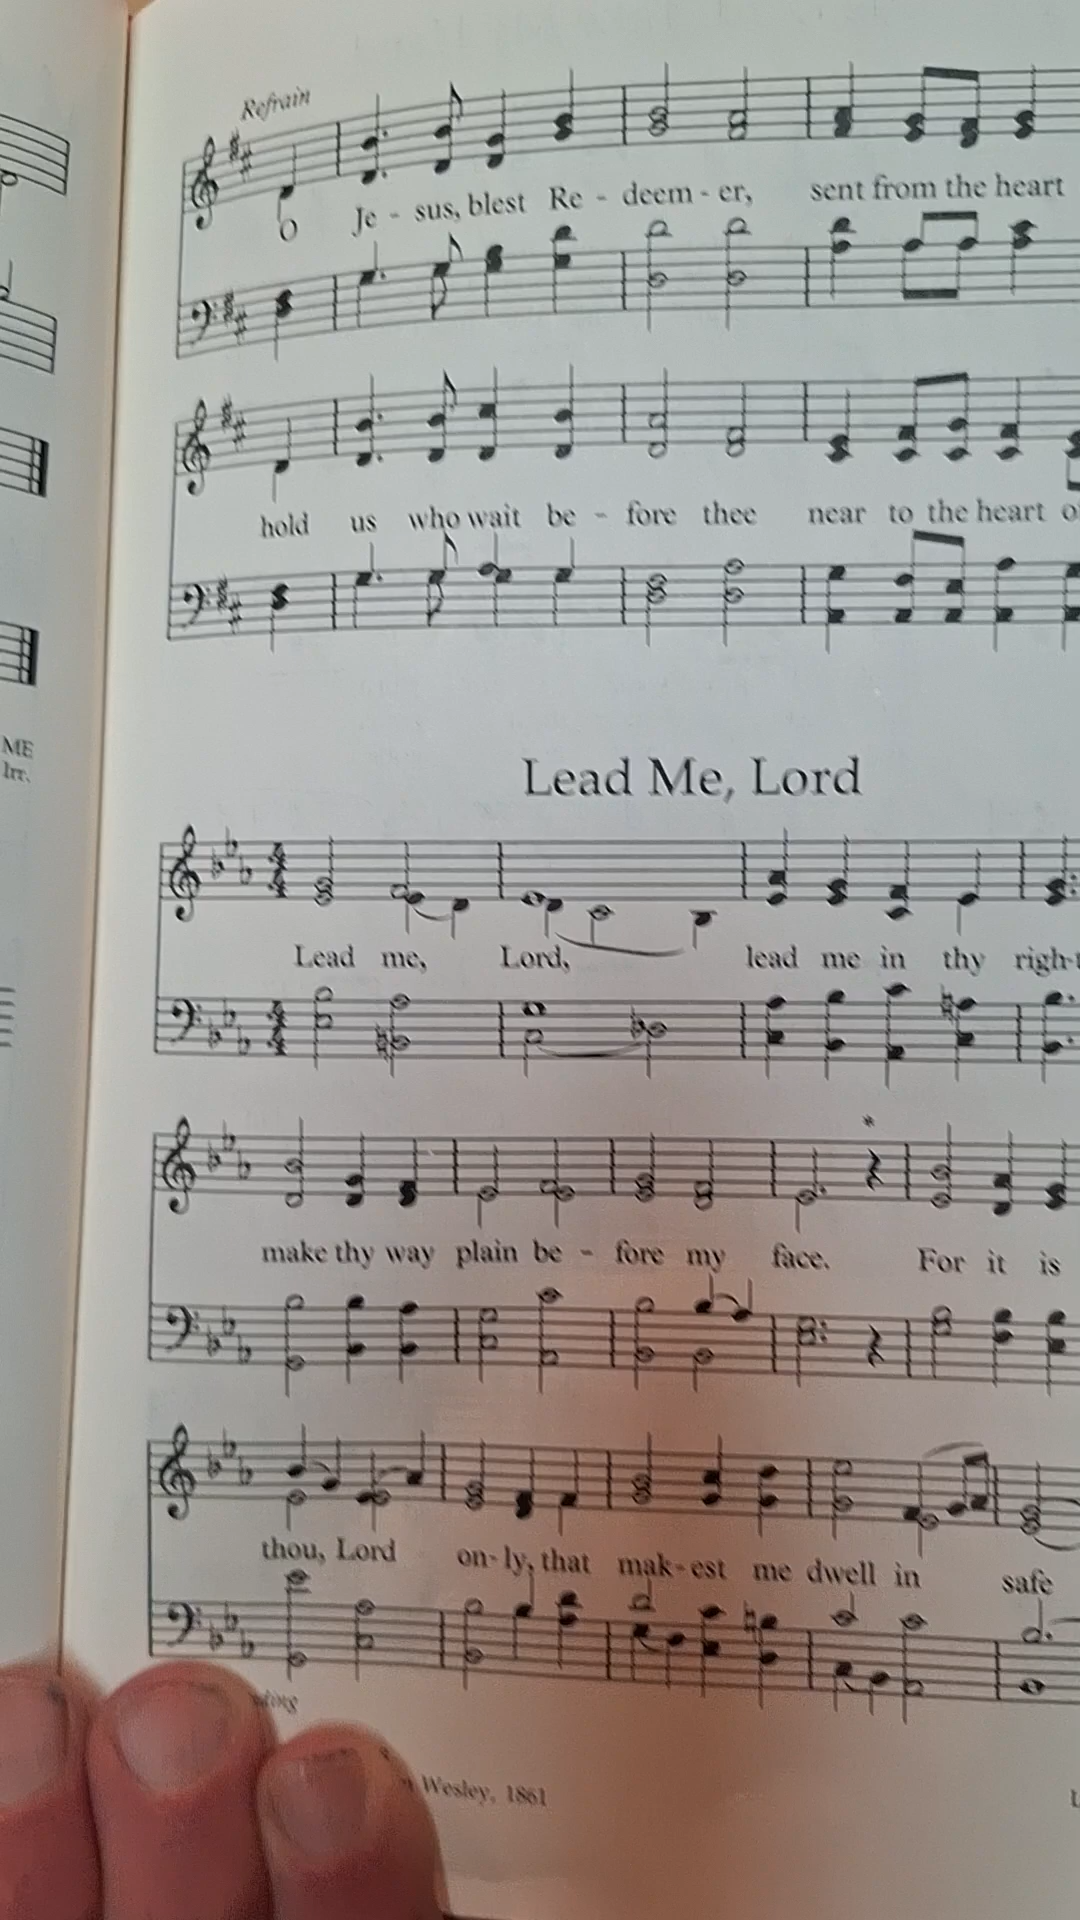 Refrain
O Je - sus, blest Re - deem - er, sent from the heart
hold us who wait be - fore thee near to the heart
ME
Irr.
Lead Me, Lord
Lead me, Lord, lead me in thy
make thy way plain be - fore my face. For it is
thou, Lord on - ly, that mak - est me dwell in safe
Wesley, 1861